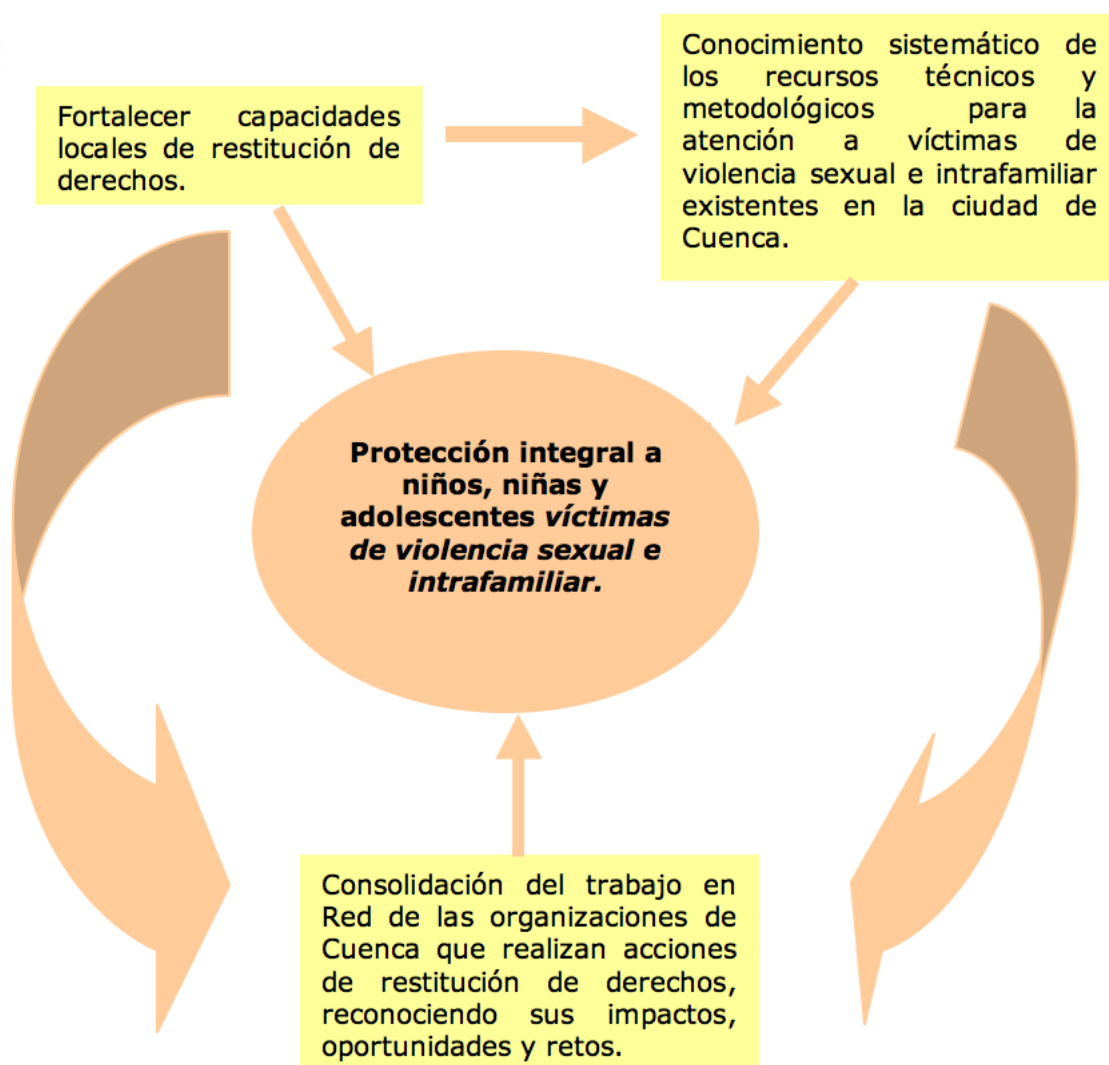 Fortalecer capacidades
locales de restitución de
derechos.
Conocimiento sistemático de
los recursos técnicos y
metodológicos para la
atención a víctimas de
violencia sexual e intrafamiliar
existentes en la ciudad de
Cuenca.
Protección integral a
niños, niñas y
adolescentes víctimas
de violencia sexual e
intrafamiliar.
Consolidación del trabajo en
Red de las organizaciones de
Cuenca que realizan acciones
de restitución de derechos,
reconociendo sus impactos,
oportunidades y retos.